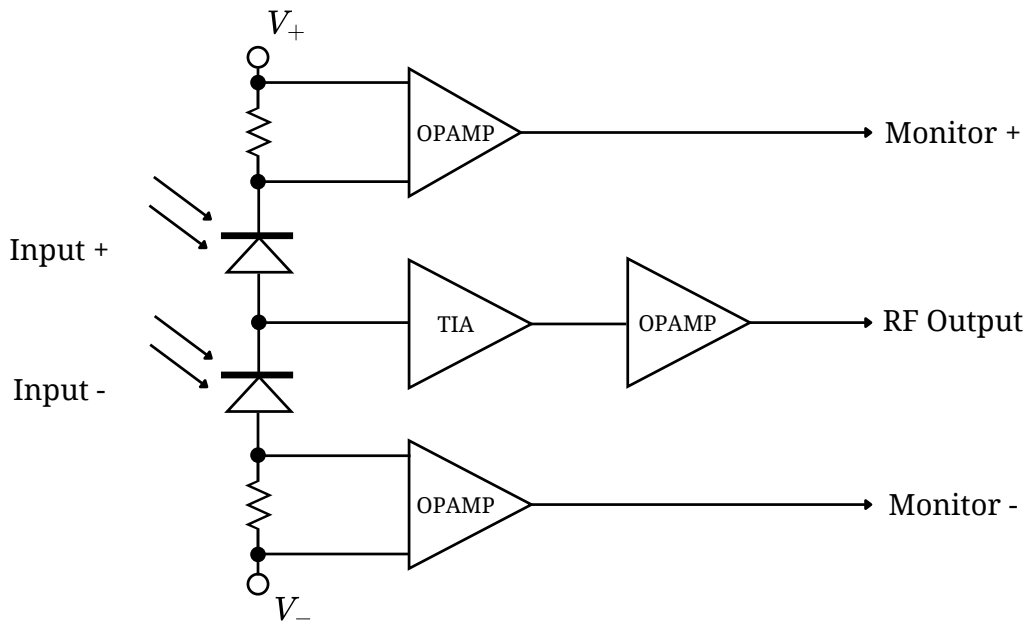 V+
OPAMP
Monitor +
Input +
TIA
OPAMP
RF Output
Input -
OPAMP
Monitor -
V−